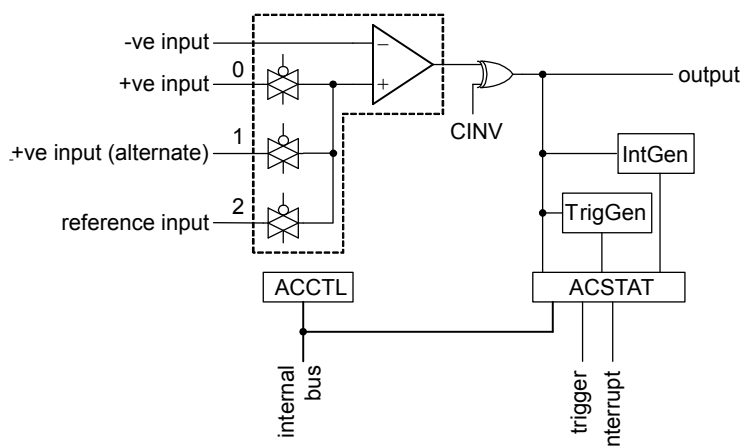 -ve input
+ve input
0
+ve input (alternate)
1
reference input
2
CINV
output
IntGen
TrigGen
ACCTL
ACSTAT
internal
bus
trigger
nterrupt